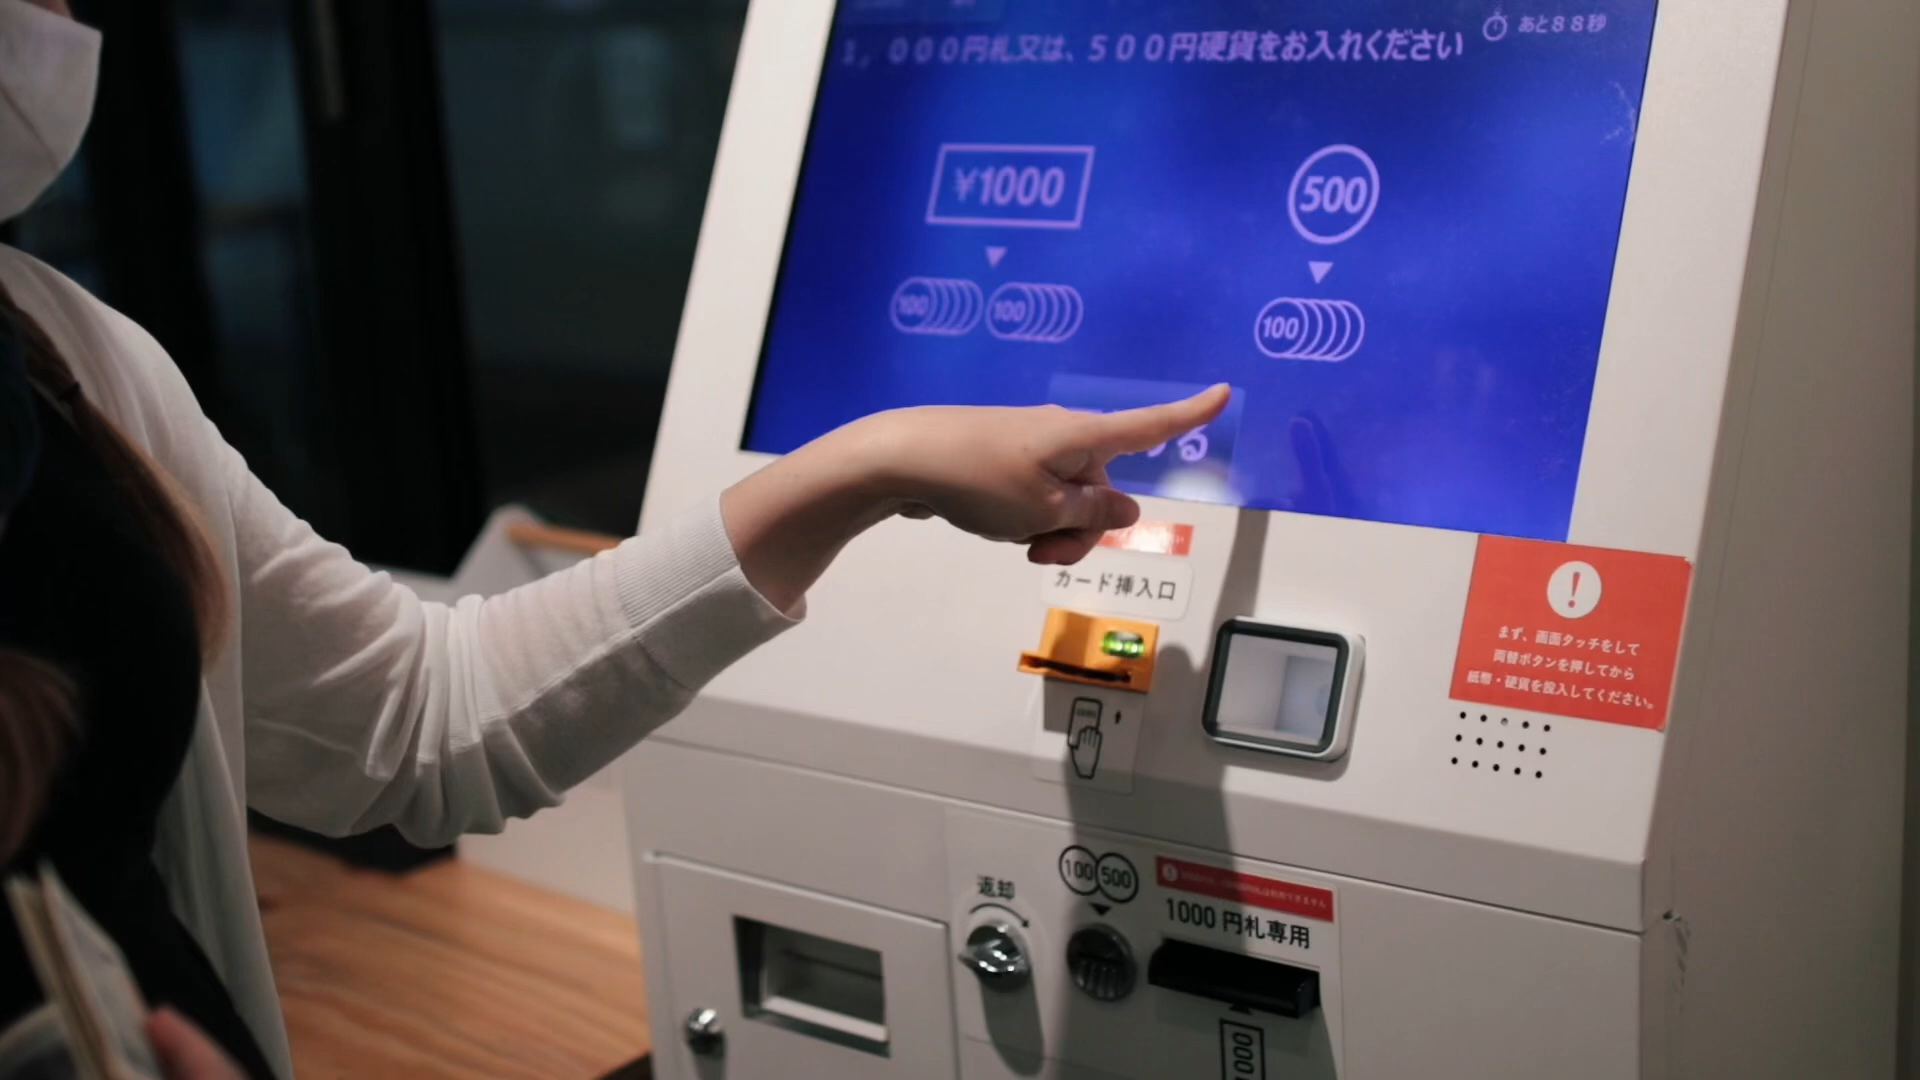 あと８８秒
１，０００円札又は、５００円硬貨をお入れください
¥1000
500
100
100
100
る
カード挿入口
!
まず、画面タッチをして
両替ボタンを押してから
紙幣・硬貨を投入してください。
返却
100 500
1000 円札専用